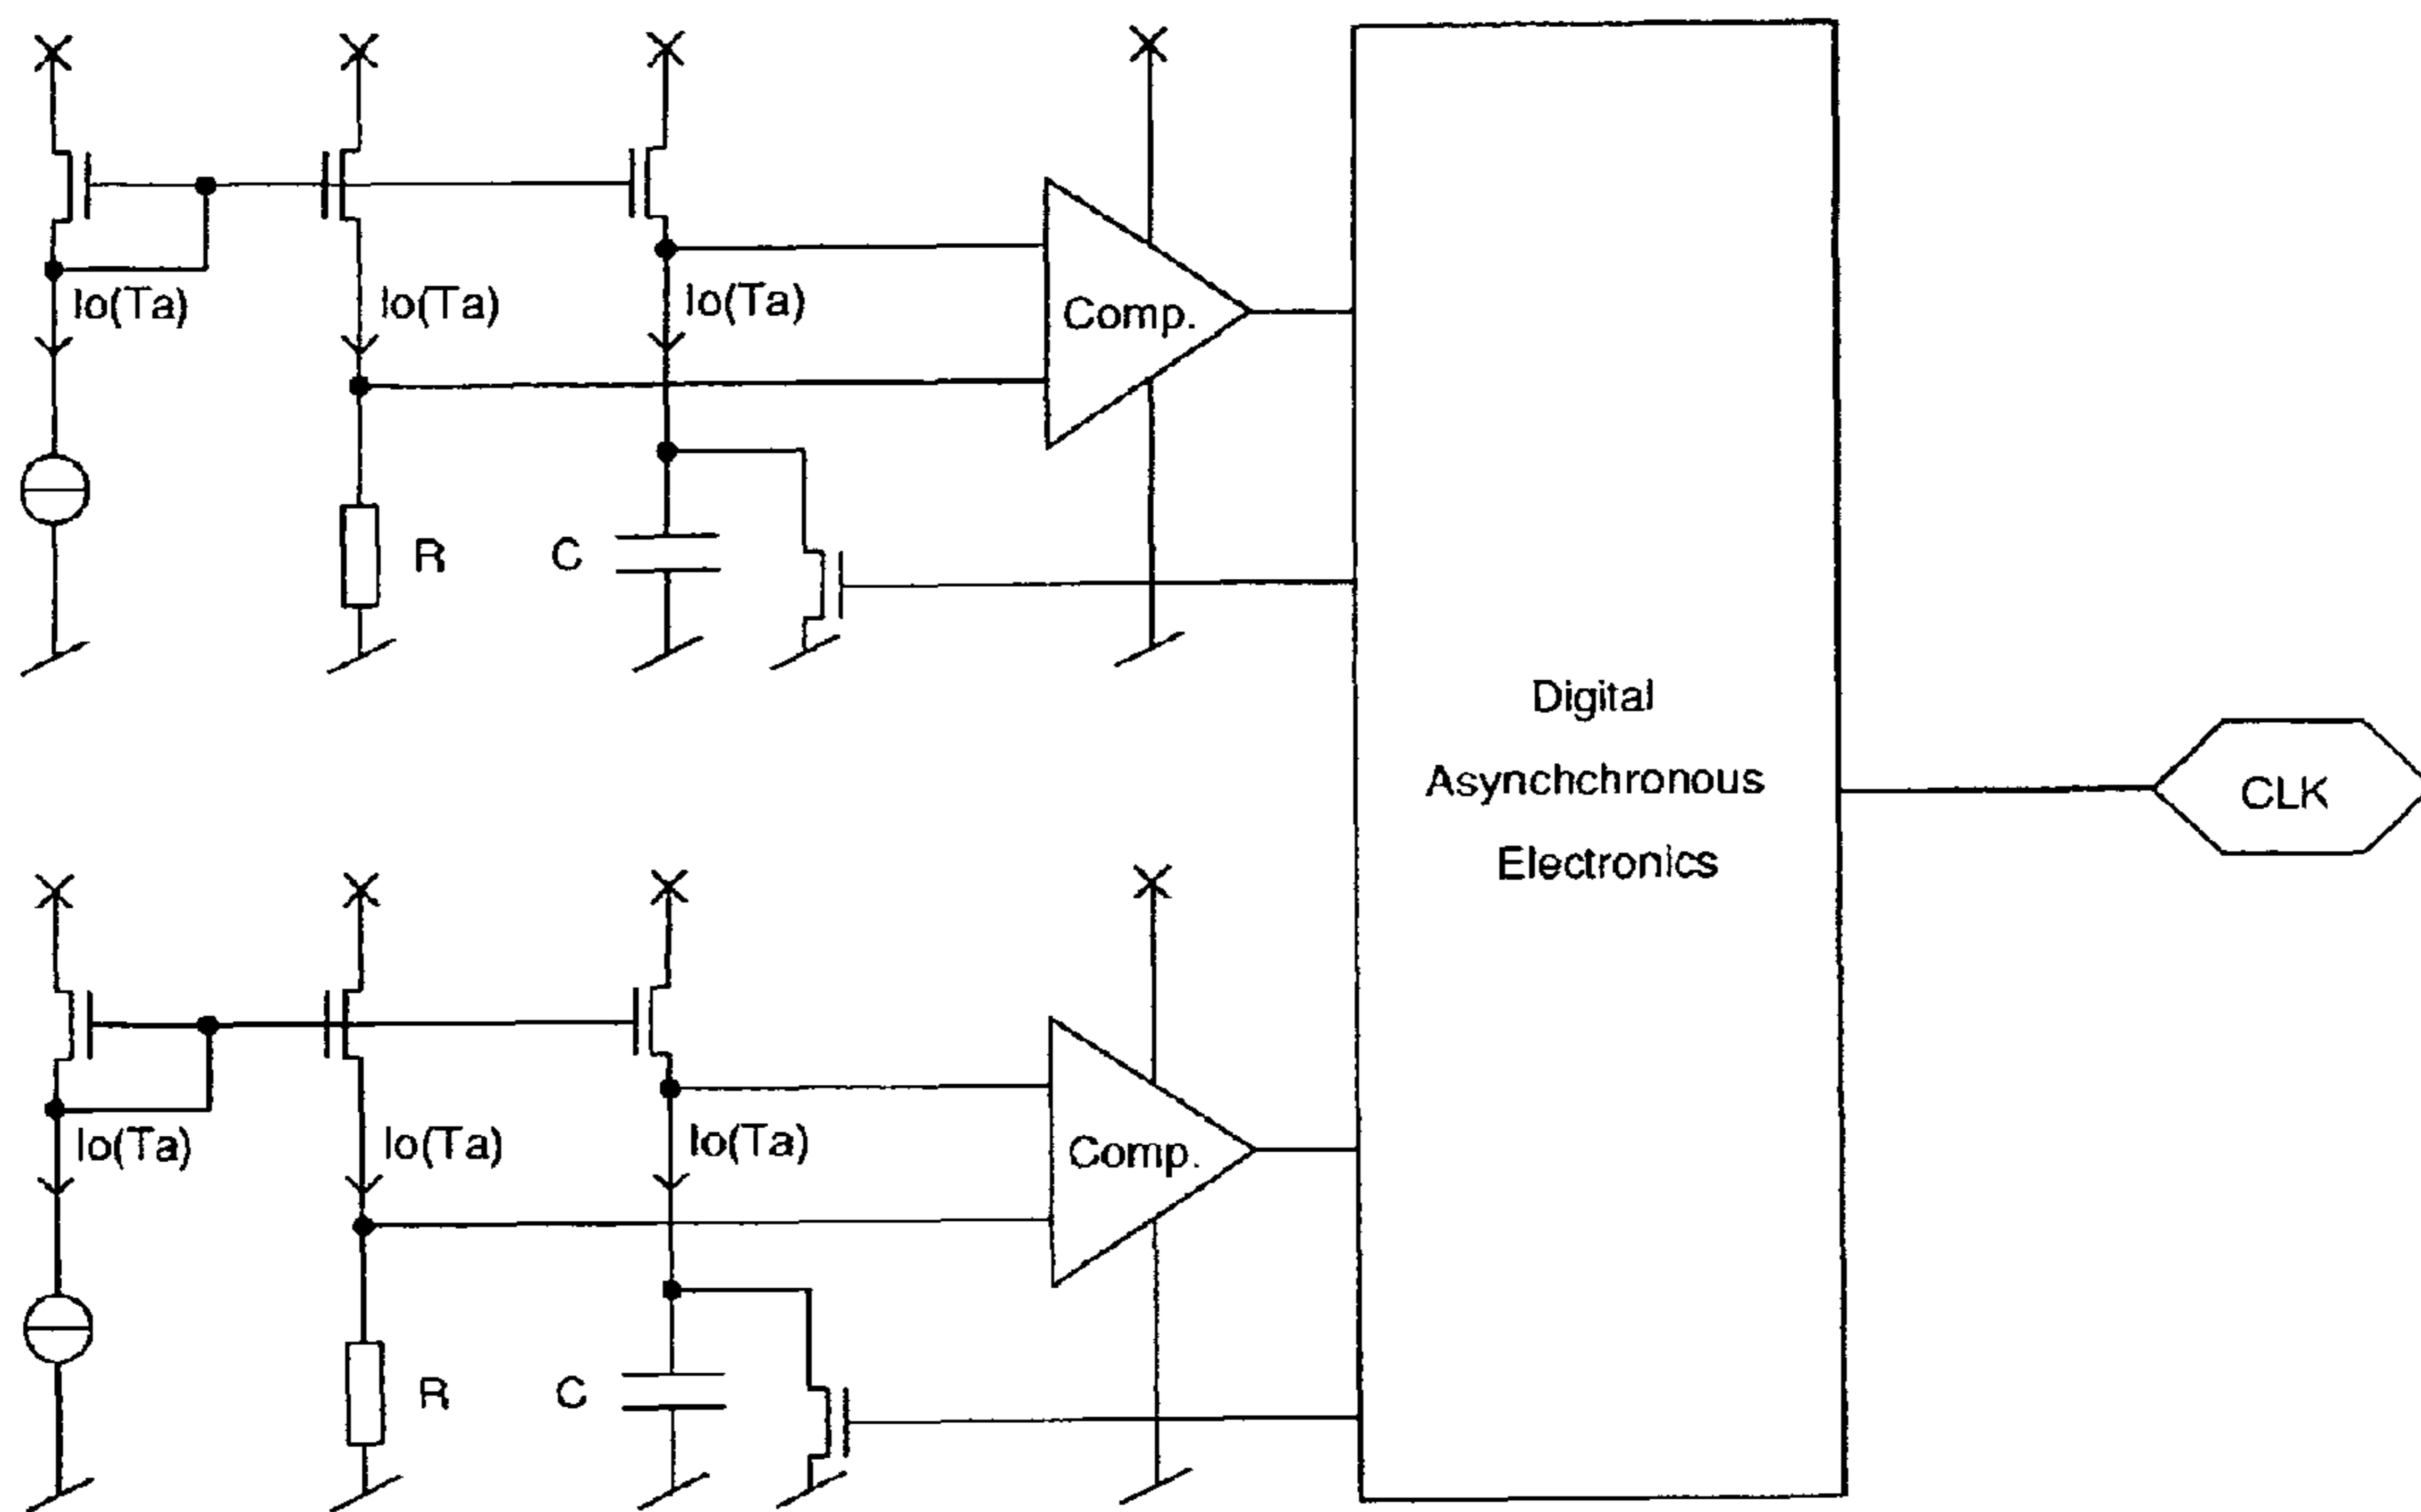 Io(Ta)
Io(Ta)
Io(Ta)
Comp.
R
C
Digital
Asynchchronous
Electronics
CLK
Io(Ta)
Io(Ta)
Io(Ta)
Comp.
R
C